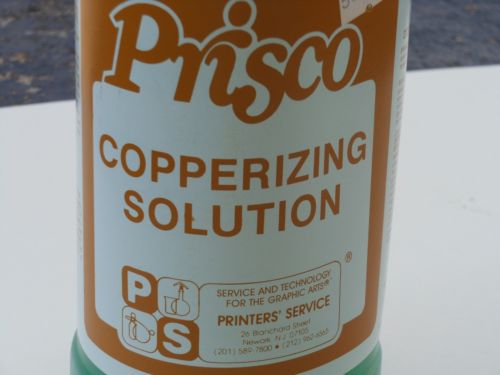 Prisco
COPPERIZING
SOLUTION
®
P
S
SERVICE AND TECHNOLOGY
FOR THE GRAPHIC ARTS®
PRINTERS' SERVICE
26 Blanchard Street
Newark N.J. 07105
(201) 589-7800 • (212) 962-6565